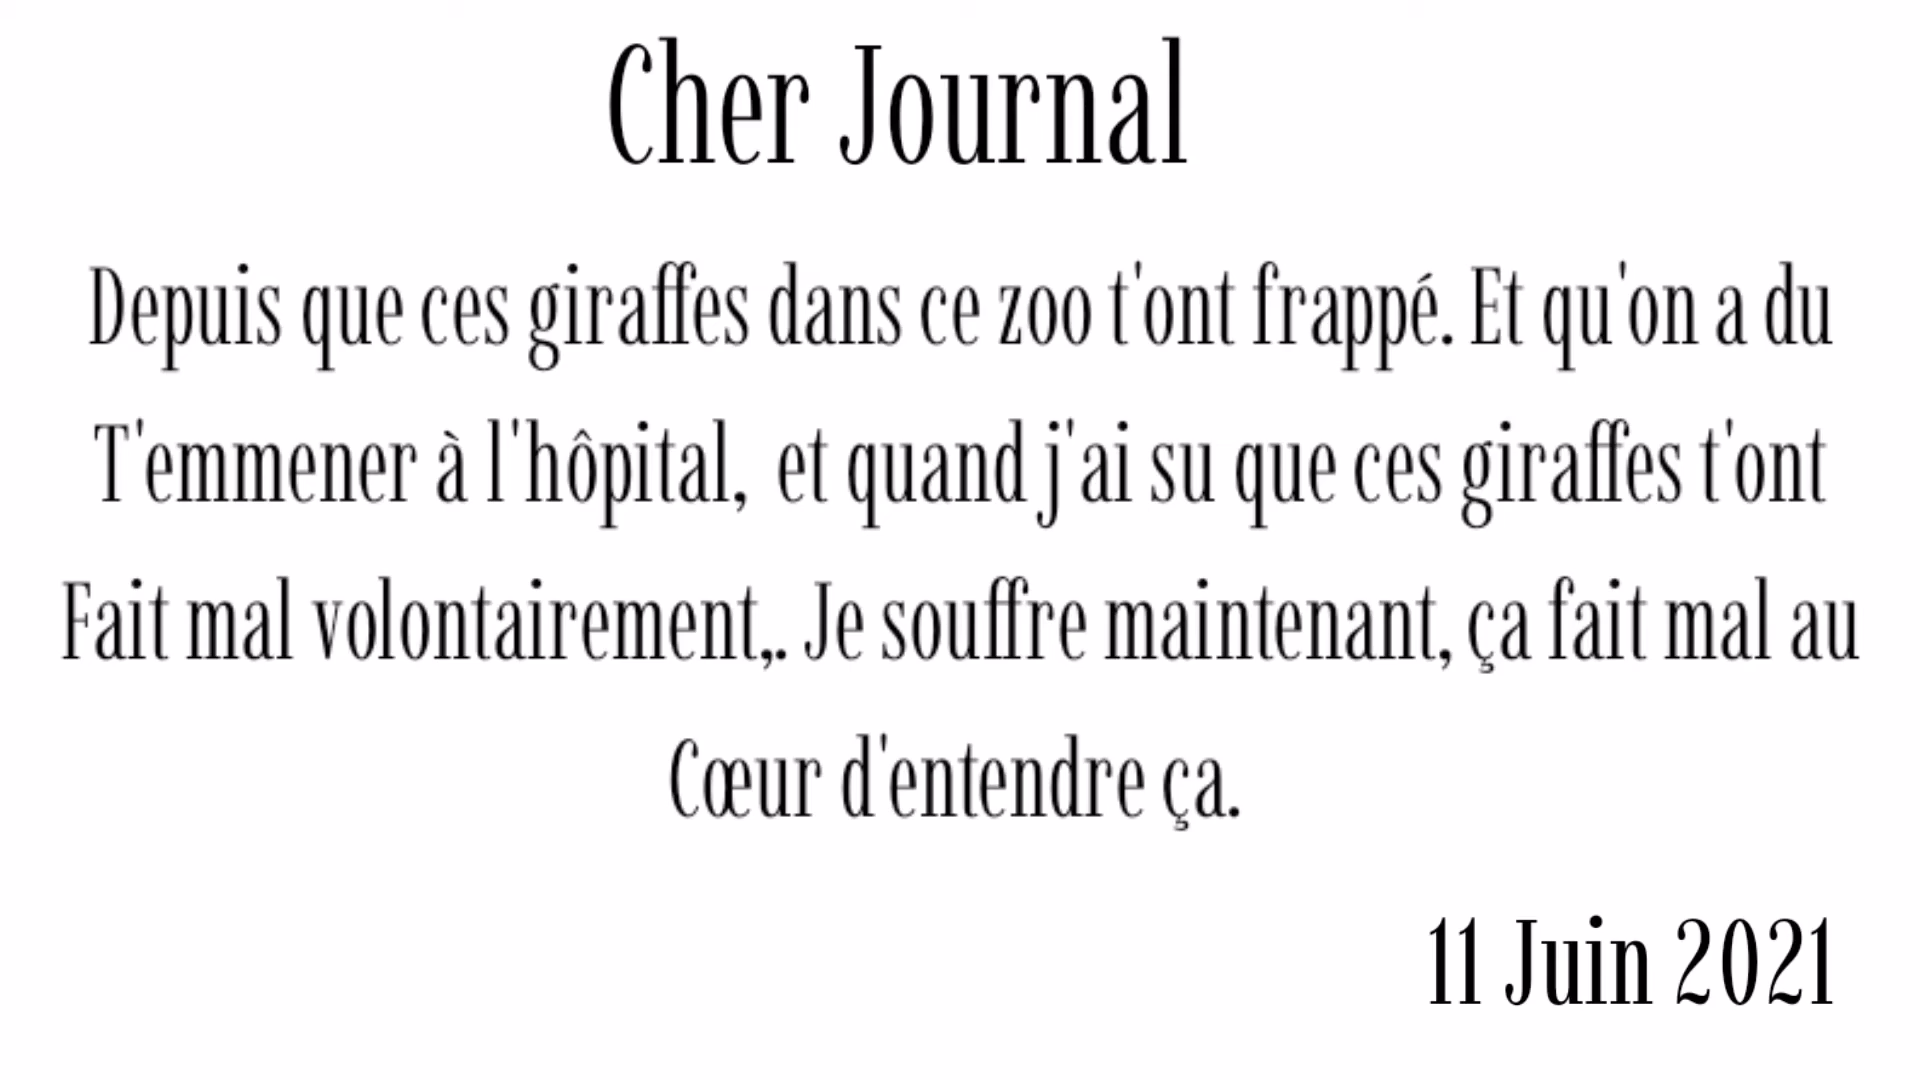 Cher Journal
Depuis que ces giraffes dans ce zoo t'ont frappé. Et qu'on a du
T'emmener à l'hôpital,  et quand j'ai su que ces giraffes t'ont
Fait mal volontairement,. Je souffre maintenant, ça fait mal au
Cœur d'entendre ça.
11 Juin 2021